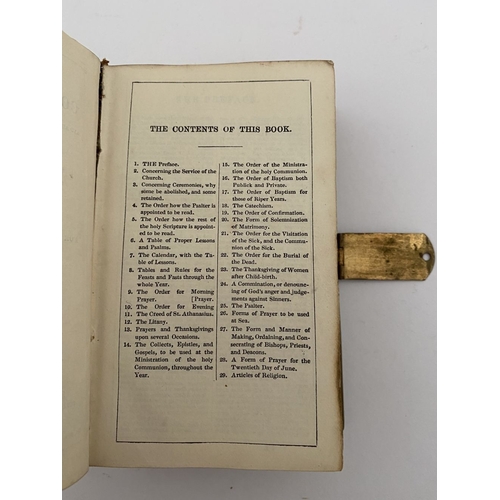 THE CONTENTS OF THIS BOOK.
1. THE Preface.
2. Concerning the Service of the
Church.
3. Concerning Ceremonies, why
some be abolished, and some
retained.
4. The Order how the Psalter is
appointed to be read.
5. The Order how the rest of
the holy Scripture is appoint-
ed to be read.
6. A Table of Proper Lessons
and Psalms.
7. The Calendar, with the Ta-
ble of Lessons.
8. Tables and Rules for the
Feasts and Fasts through the
whole Year.
9. The Order for Morning
Prayer. [Prayer.
10. The Order for Evening
11. The Creed of St. Athanasius.
12. The Litany.
13. Prayers and Thanksgivings
upon several Occasions.
14. The Collects, Epistles, and
Gospels, to be used at the
Ministration of the holy
Communion, throughout the
Year.
15. The Order of the Ministra-
tion of the holy Communion.
16. The Order of Baptism both
Publick and Private.
17. The Order of Baptism for
those of Riper Years.
18. The Catechism.
19. The Order of Confirmation.
20. The Form of Solemnization
of Matrimony.
21. The Order for the Visitation
of the Sick, and the Commu-
nion of the Sick.
22. The Order for the Burial of
the Dead.
23. The Thanksgiving of Women
after Child-birth.
24. A Commination, or denounc-
ing of God's anger and judge-
ments against Sinners.
25. The Psalter.
26. Forms of Prayer to be used
at Sea.
27. The Form and Manner of
Making, Ordaining, and Con-
secrating of Bishops, Priests,
and Deacons.
28. A Form of Prayer for the
Twentieth Day of June.
29. Articles of Religion.